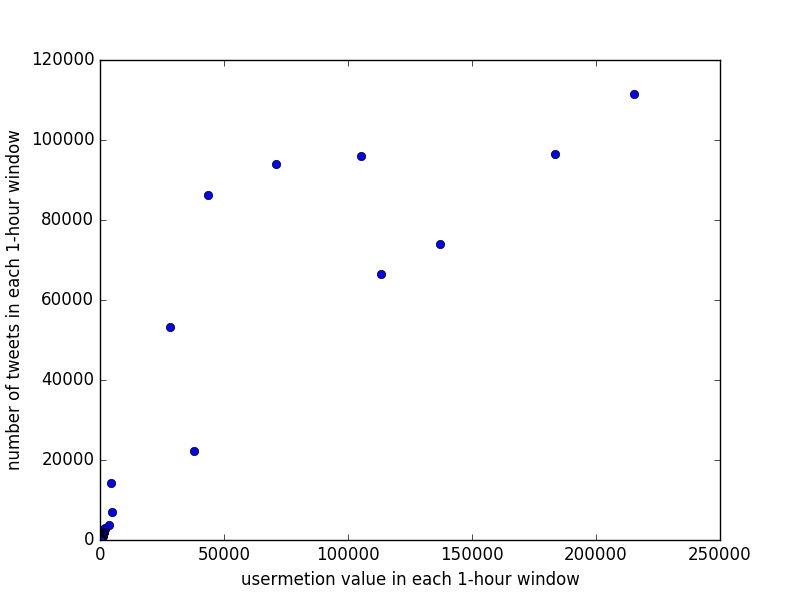 120000
100000
80000
60000
40000
20000
0
0 50000 100000 150000 200000 250000
number of tweets in each 1-hour window
usermetion value in each 1-hour window